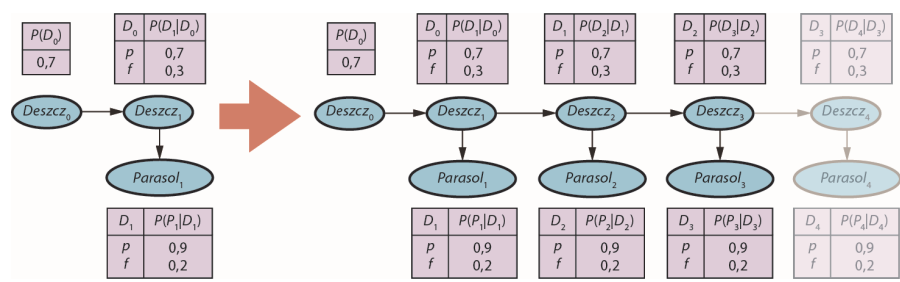 P(D₀)
0,7
D₀ P(D₁|D₀)
p 0,7
f 0,3
Deszcz₀
Deszcz₁
Parasol₁
D₁ P(P₁|D₁)
p 0,9
f 0,2
P(D₀)
0,7
D₀ P(D₁|D₀)
p 0,7
f 0,3
D₁ P(D₂|D₁)
p 0,7
f 0,3
D₂ P(D₃|D₂)
p 0,7
f 0,3
D₃ P(D₄|D₃)
p 0,7
f 0,3
Deszcz₀
Deszcz₁
Deszcz₂
Deszcz₃
Deszcz₄
Parasol₁
Parasol₂
Parasol₃
Parasol₄
D₁ P(P₁|D₁)
p 0,9
f 0,2
D₂ P(P₂|D₂)
p 0,9
f 0,2
D₃ P(P₃|D₃)
p 0,9
f 0,2
D₄ P(P₄|D₄)
p 0,9
f 0,2